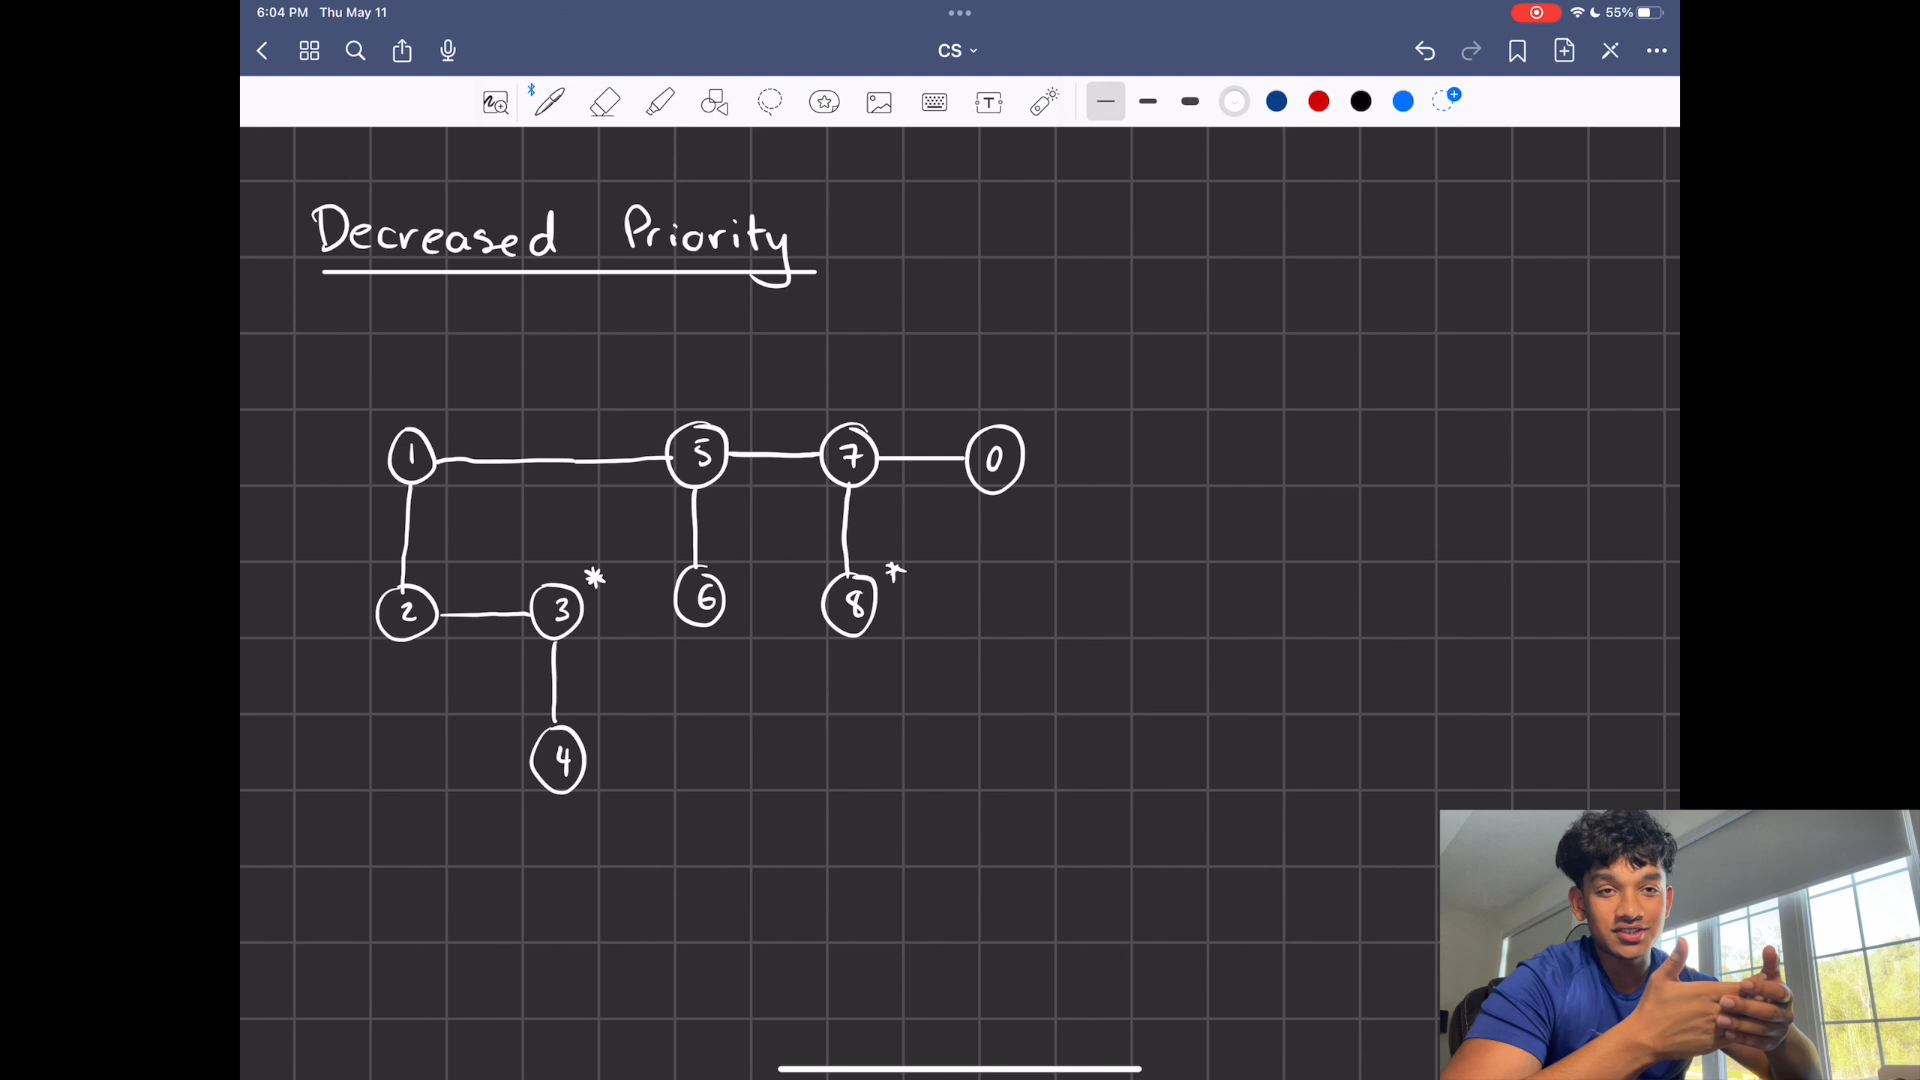 6:04 PM Thu May 11
55%
CS
T
Decreased Priority
1 5 7 0
2 3 * 6 8 *
4